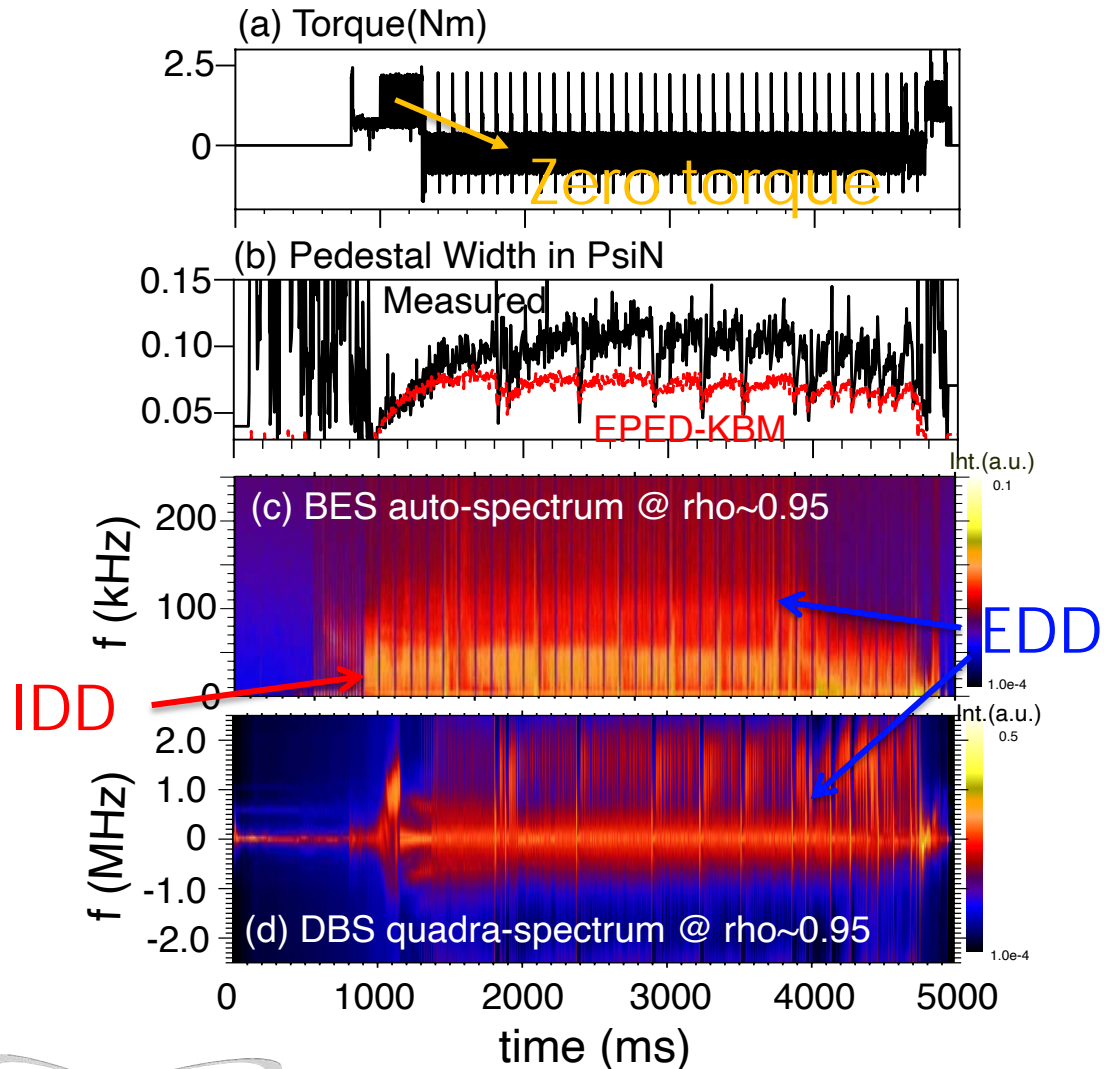 (a) Torque(Nm)
2.5
0
Zero torque
(b) Pedestal Width in PsiN
0.15
Measured
0.10
0.05
EPED-KBM
Int.(a.u.)
0.1
(c) BES auto-spectrum @ rho~0.95
200
f (kHz)
100
EDD
IDD
0
1.0e-4
Int.(a.u.)
0.5
2.0
1.0
f (MHz)
0
-1.0
-2.0
(d) DBS quadra-spectrum @ rho~0.95
1.0e-4
0 1000 2000 3000 4000 5000
time (ms)